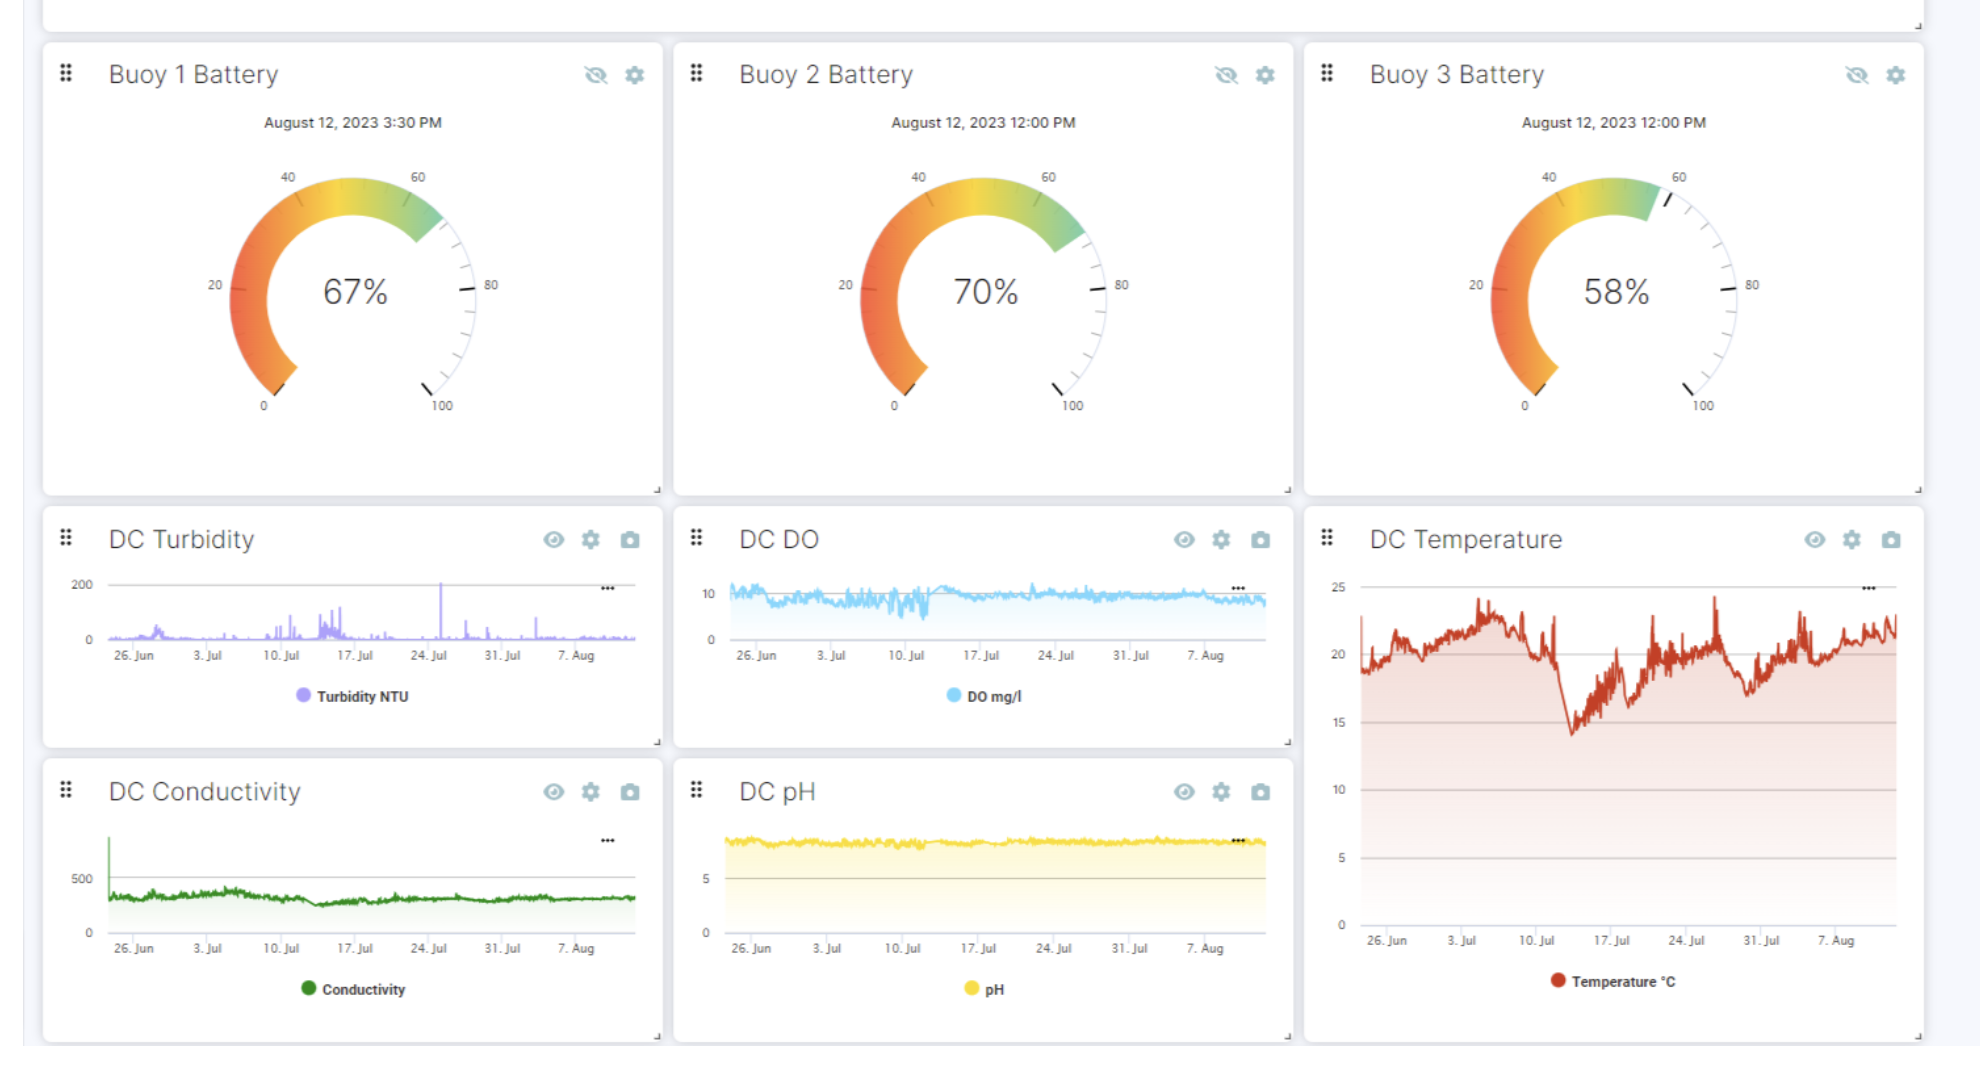 Buoy 1 Battery
August 12, 2023 3:30 PM
40
60
20
67%
80
0
100
Buoy 2 Battery
August 12, 2023 12:00 PM
40
60
20
70%
80
0
100
Buoy 3 Battery
August 12, 2023 12:00 PM
40
60
20
58%
80
0
100
DC Turbidity
200
0
26. Jun 3. Jul 10. Jul 17. Jul 24. Jul 31. Jul 7. Aug
Turbidity NTU
DC DO
10
0
26. Jun 3. Jul 10. Jul 17. Jul 24. Jul 31. Jul 7. Aug
DO mg/l
DC Temperature
25
20
15
10
5
0
26. Jun 3. Jul 10. Jul 17. Jul 24. Jul 31. Jul 7. Aug
Temperature °C
DC Conductivity
500
0
26. Jun 3. Jul 10. Jul 17. Jul 24. Jul 31. Jul 7. Aug
Conductivity
DC pH
5
0
26. Jun 3. Jul 10. Jul 17. Jul 24. Jul 31. Jul 7. Aug
pH